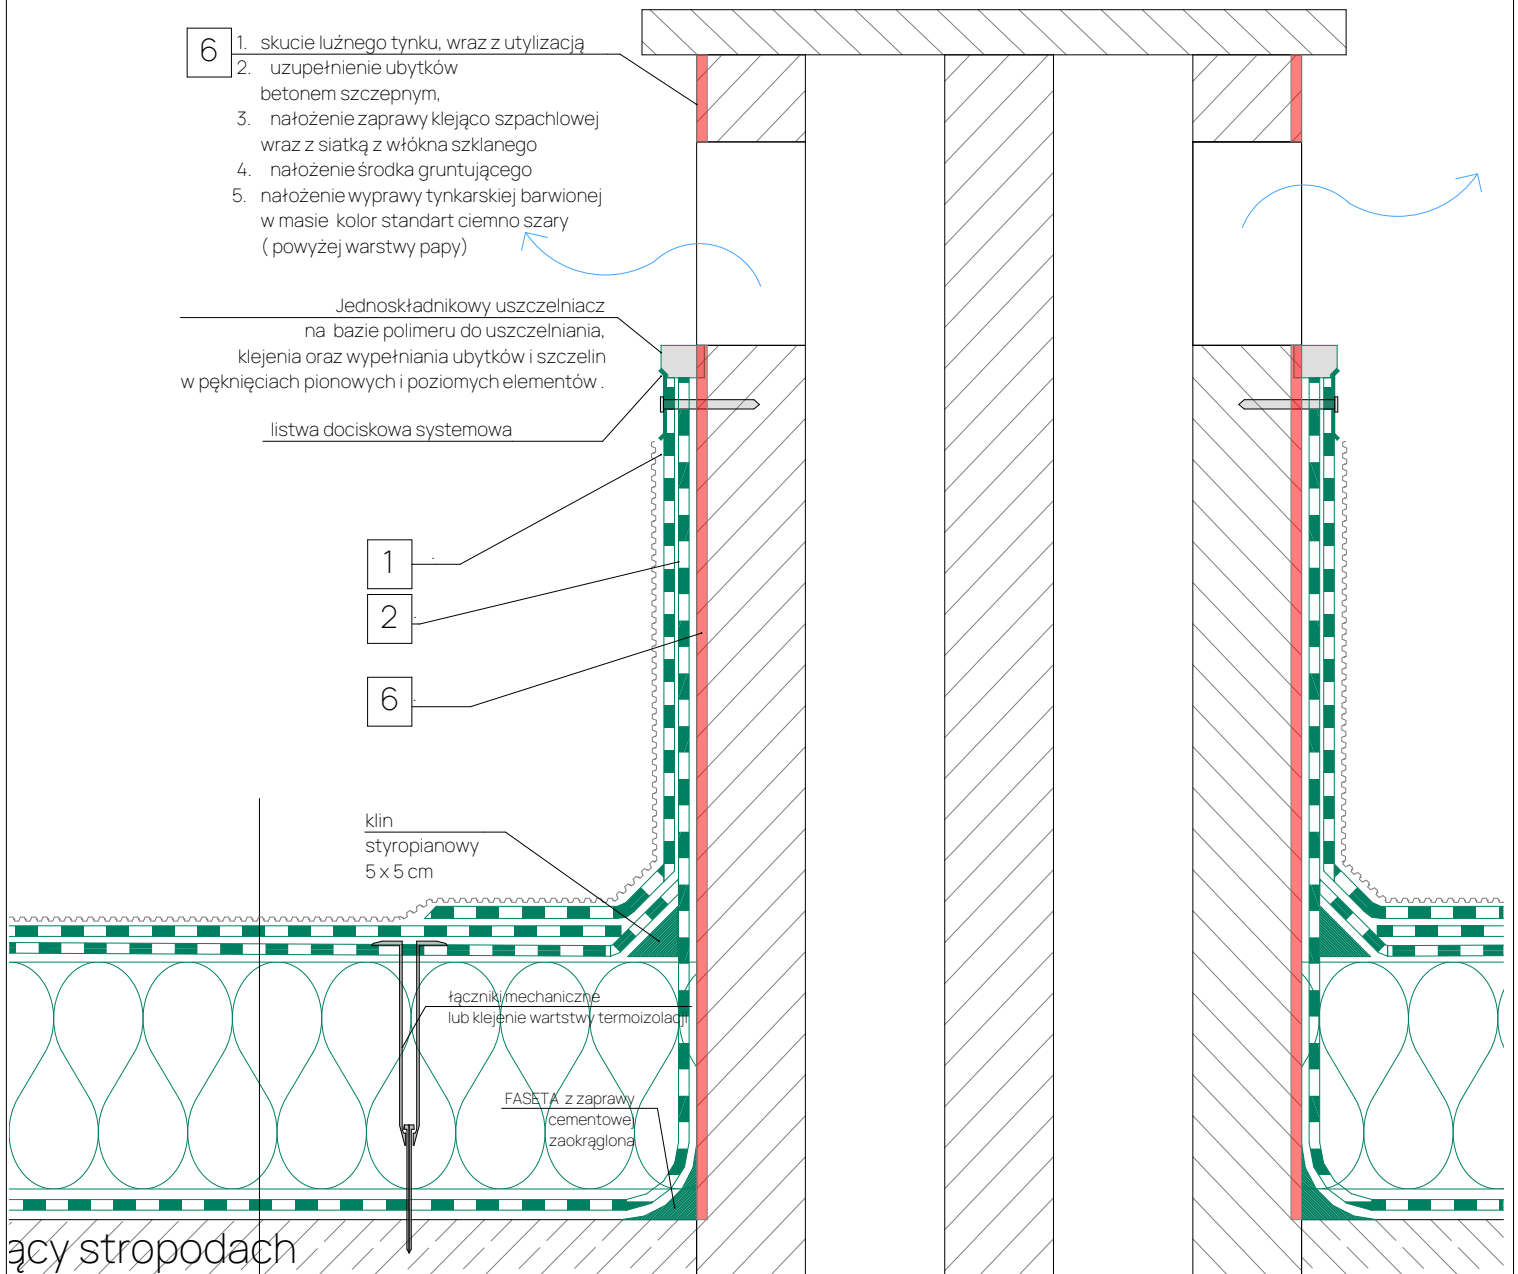 6
1. skucie luźnego tynku, wraz z utylizacją
2. uzupełnienie ubytków
betonem szczepnym,
3. nałożenie zaprawy klejąco szpachlowej
wraz z siatką z włókna szklanego
4. nałożenie środka gruntującego
5. nałożenie wyprawy tynkarskiej barwionej
w masie kolor standart ciemno szary
( powyżej warstwy papy)
Jednoskładnikowy uszczelniacz
na bazie polimeru do uszczelniania,
klejenia oraz wypełniania ubytków i szczelin
w pęknięciach pionowych i poziomych elementów .
listwa dociskowa systemowa
1
2
6
klin
styropianowy
5 x 5 cm
łączniki mechaniczne
lub klejenie wartstwy termoizolacji
FASETA z zaprawy
cementowej
zaokrąglona
ący stropodach